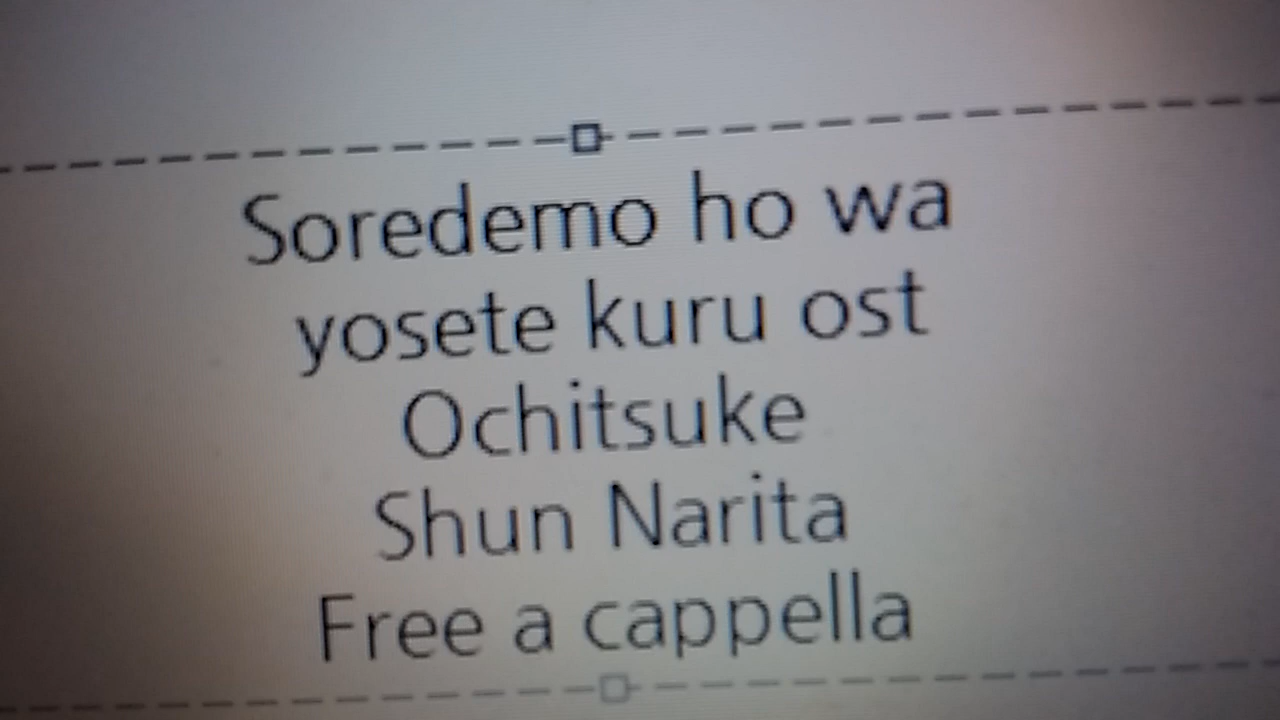 Soredemo ho wa
yosete kuru ost
Ochitsuke
Shun Narita
Free a cappella